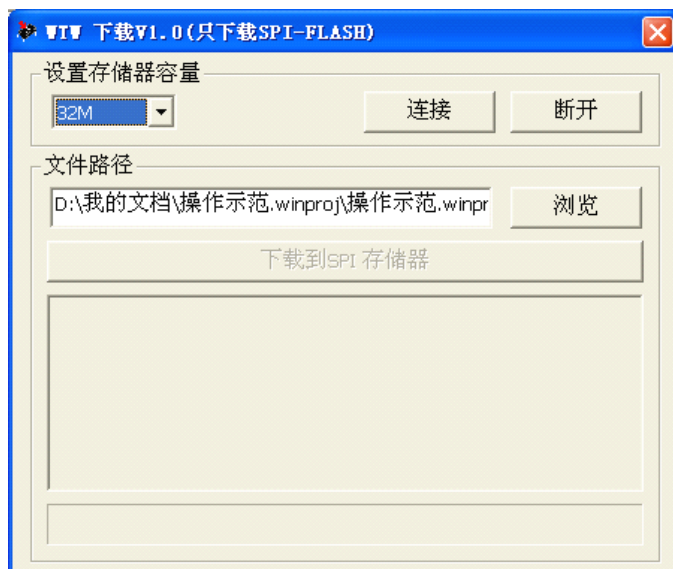 WTW 下载V1.0(只下载SPI-FLASH)
设置存储器容量
32M 连接 断开
文件路径
D:\我的文档\操作示范.winproj\操作示范.winpr 浏览
下载到SPI 存储器